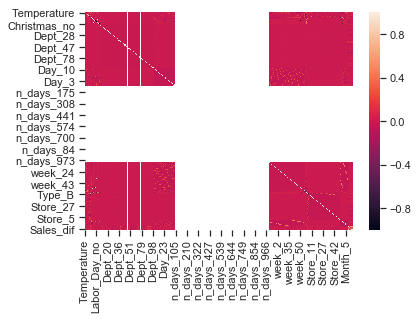 Temperature
Christmas_no
Dept_28
Dept_47
Dept_78
Day_10
Day_3
n_days_175
n_days_308
n_days_441
n_days_574
n_days_700
n_days_84
n_days_973
week_24
week_43
Type_B
Store_27
Store_5
Sales_dif
0.8
0.4
0.0
−0.4
−0.8
Temperature
Labor_Day_no
Dept_20
Dept_36
Dept_51
Dept_79
Dept_98
Day_23
n_days_105
n_days_210
n_days_322
n_days_427
n_days_539
n_days_644
n_days_749
n_days_854
n_days_966
week_2
week_35
week_50
Store_11
Store_27
Store_42
Month_5